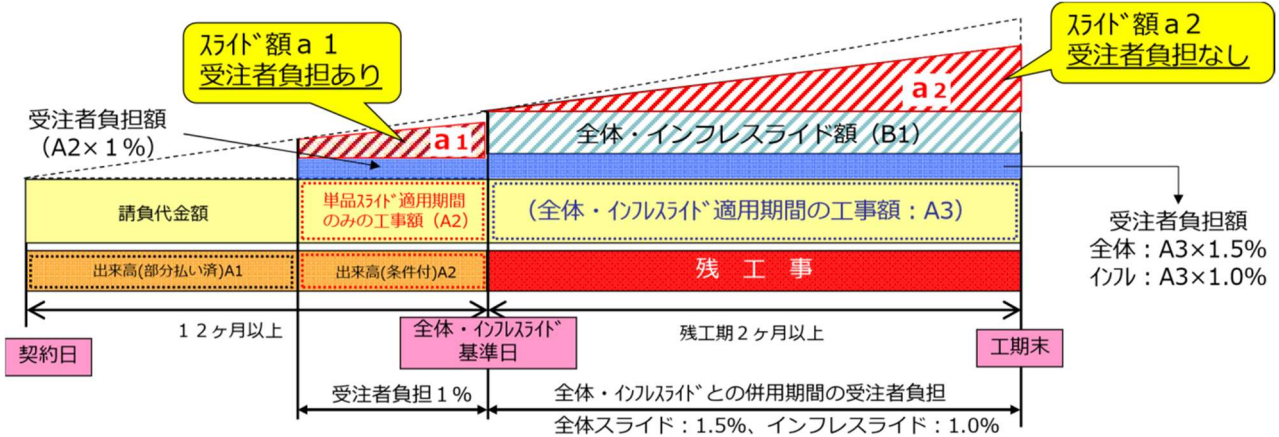 ｽﾗｲﾄﾞ額ａ１
受注者負担あり
ｽﾗｲﾄﾞ額ａ２
受注者負担なし
受注者負担額
（A2×１%）
a1
a2
全体・インフレスライド額（B1）
請負代金額
単品ｽﾗｲﾄﾞ適用期間
のみの工事額（A2）
（全体・ｲﾝﾌﾚｽﾗｲﾄﾞ適用期間の工事額：A3）
受注者負担額
全体：A3×1.5%
ｲﾝﾌﾚ：A3×1.0%
出来高(部分払い済)A1
出来高(条件付)A2
残　工　事
１２ヶ月以上
残工期２ヶ月以上
契約日
全体・ｲﾝﾌﾚｽﾗｲﾄﾞ
基準日
工期末
受注者負担１%
全体・ｲﾝﾌﾚｽﾗｲﾄﾞとの併用期間の受注者負担
全体スライド：1.5%、インフレスライド：1.0%